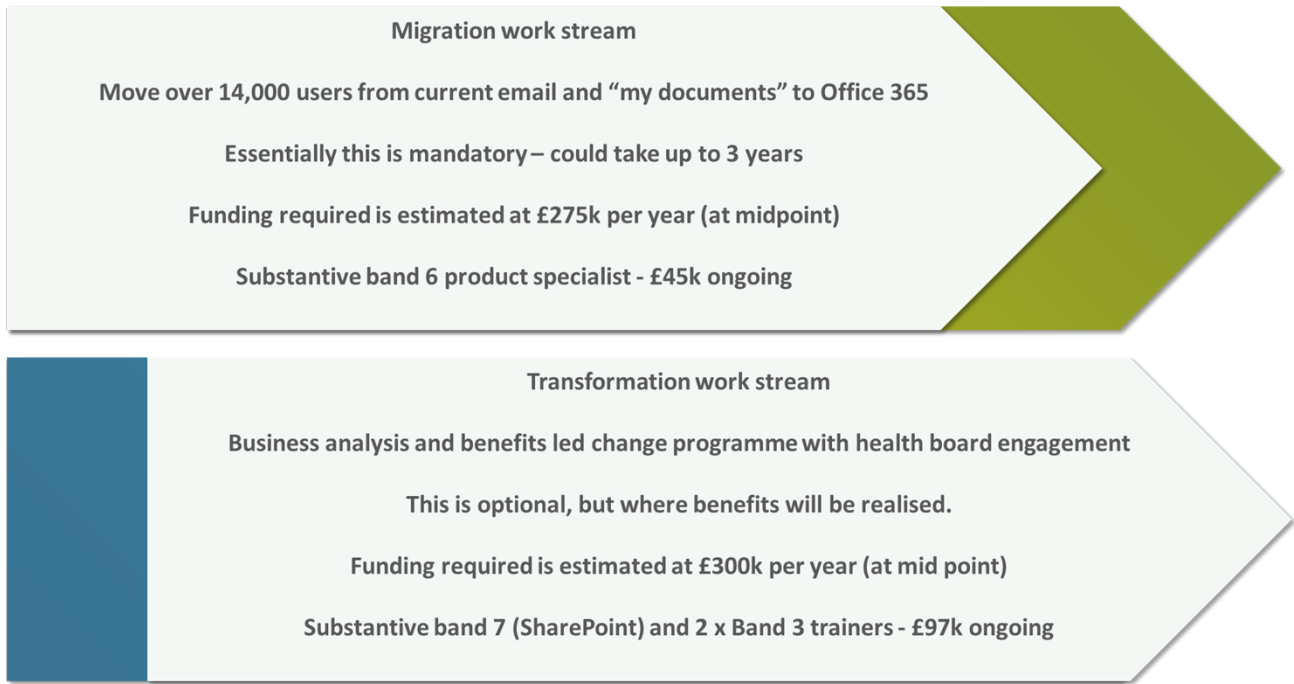 Migration work stream
Move over 14,000 users from current email and “my documents” to Office 365
Essentially this is mandatory – could take up to 3 years
Funding required is estimated at £275k per year (at midpoint)
Substantive band 6 product specialist - £45k ongoing
Transformation work stream
Business analysis and benefits led change programme with health board engagement
This is optional, but where benefits will be realised.
Funding required is estimated at £300k per year (at mid point)
Substantive band 7 (SharePoint) and 2 x Band 3 trainers - £97k ongoing